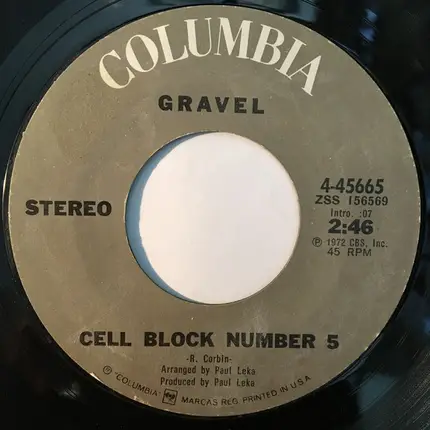 COLUMBIA
GRAVEL
STEREO
4-45665
ZSS 156569
Intro. :07
2:46
Ⓟ 1972 CBS, Inc.
45 RPM
CELL BLOCK NUMBER 5
-R. Corbin-
Arranged by Paul Leka
Produced by Paul Leka
® "COLUMBIA" MARCAS REG. PRINTED IN U.S.A.